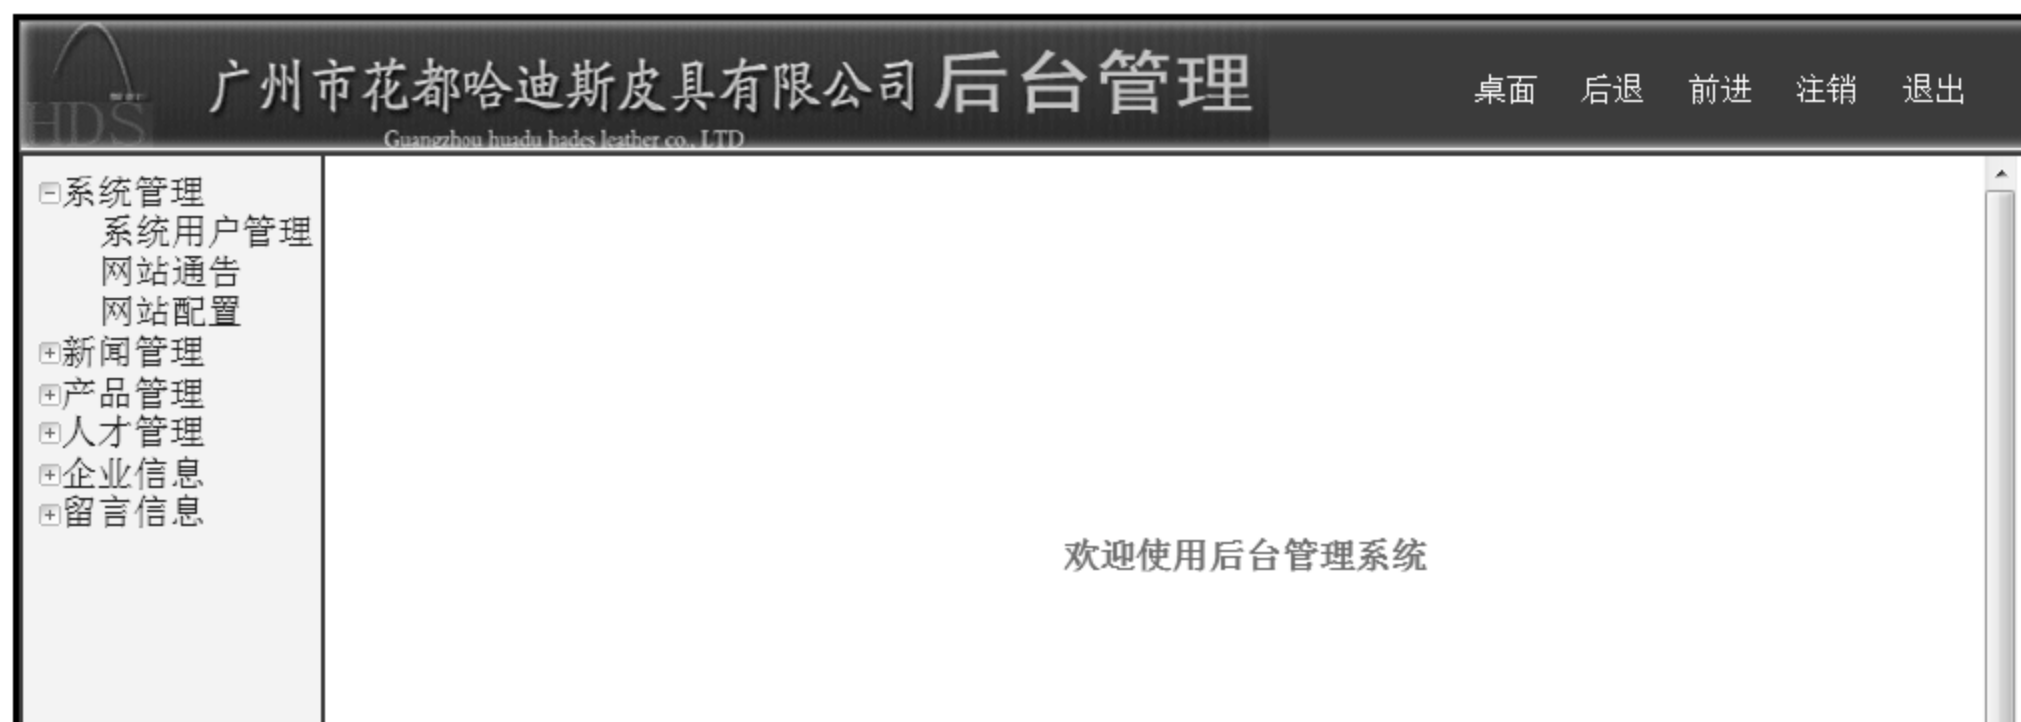 HDS
广州市花都哈迪斯皮具有限公司后台管理
Guangzhou huadu hades leather co., LTD
桌面 后退 前进 注销 退出
系统管理
系统用户管理
网站通告
网站配置
新闻管理
产品管理
人才管理
企业信息
留言信息
欢迎使用后台管理系统